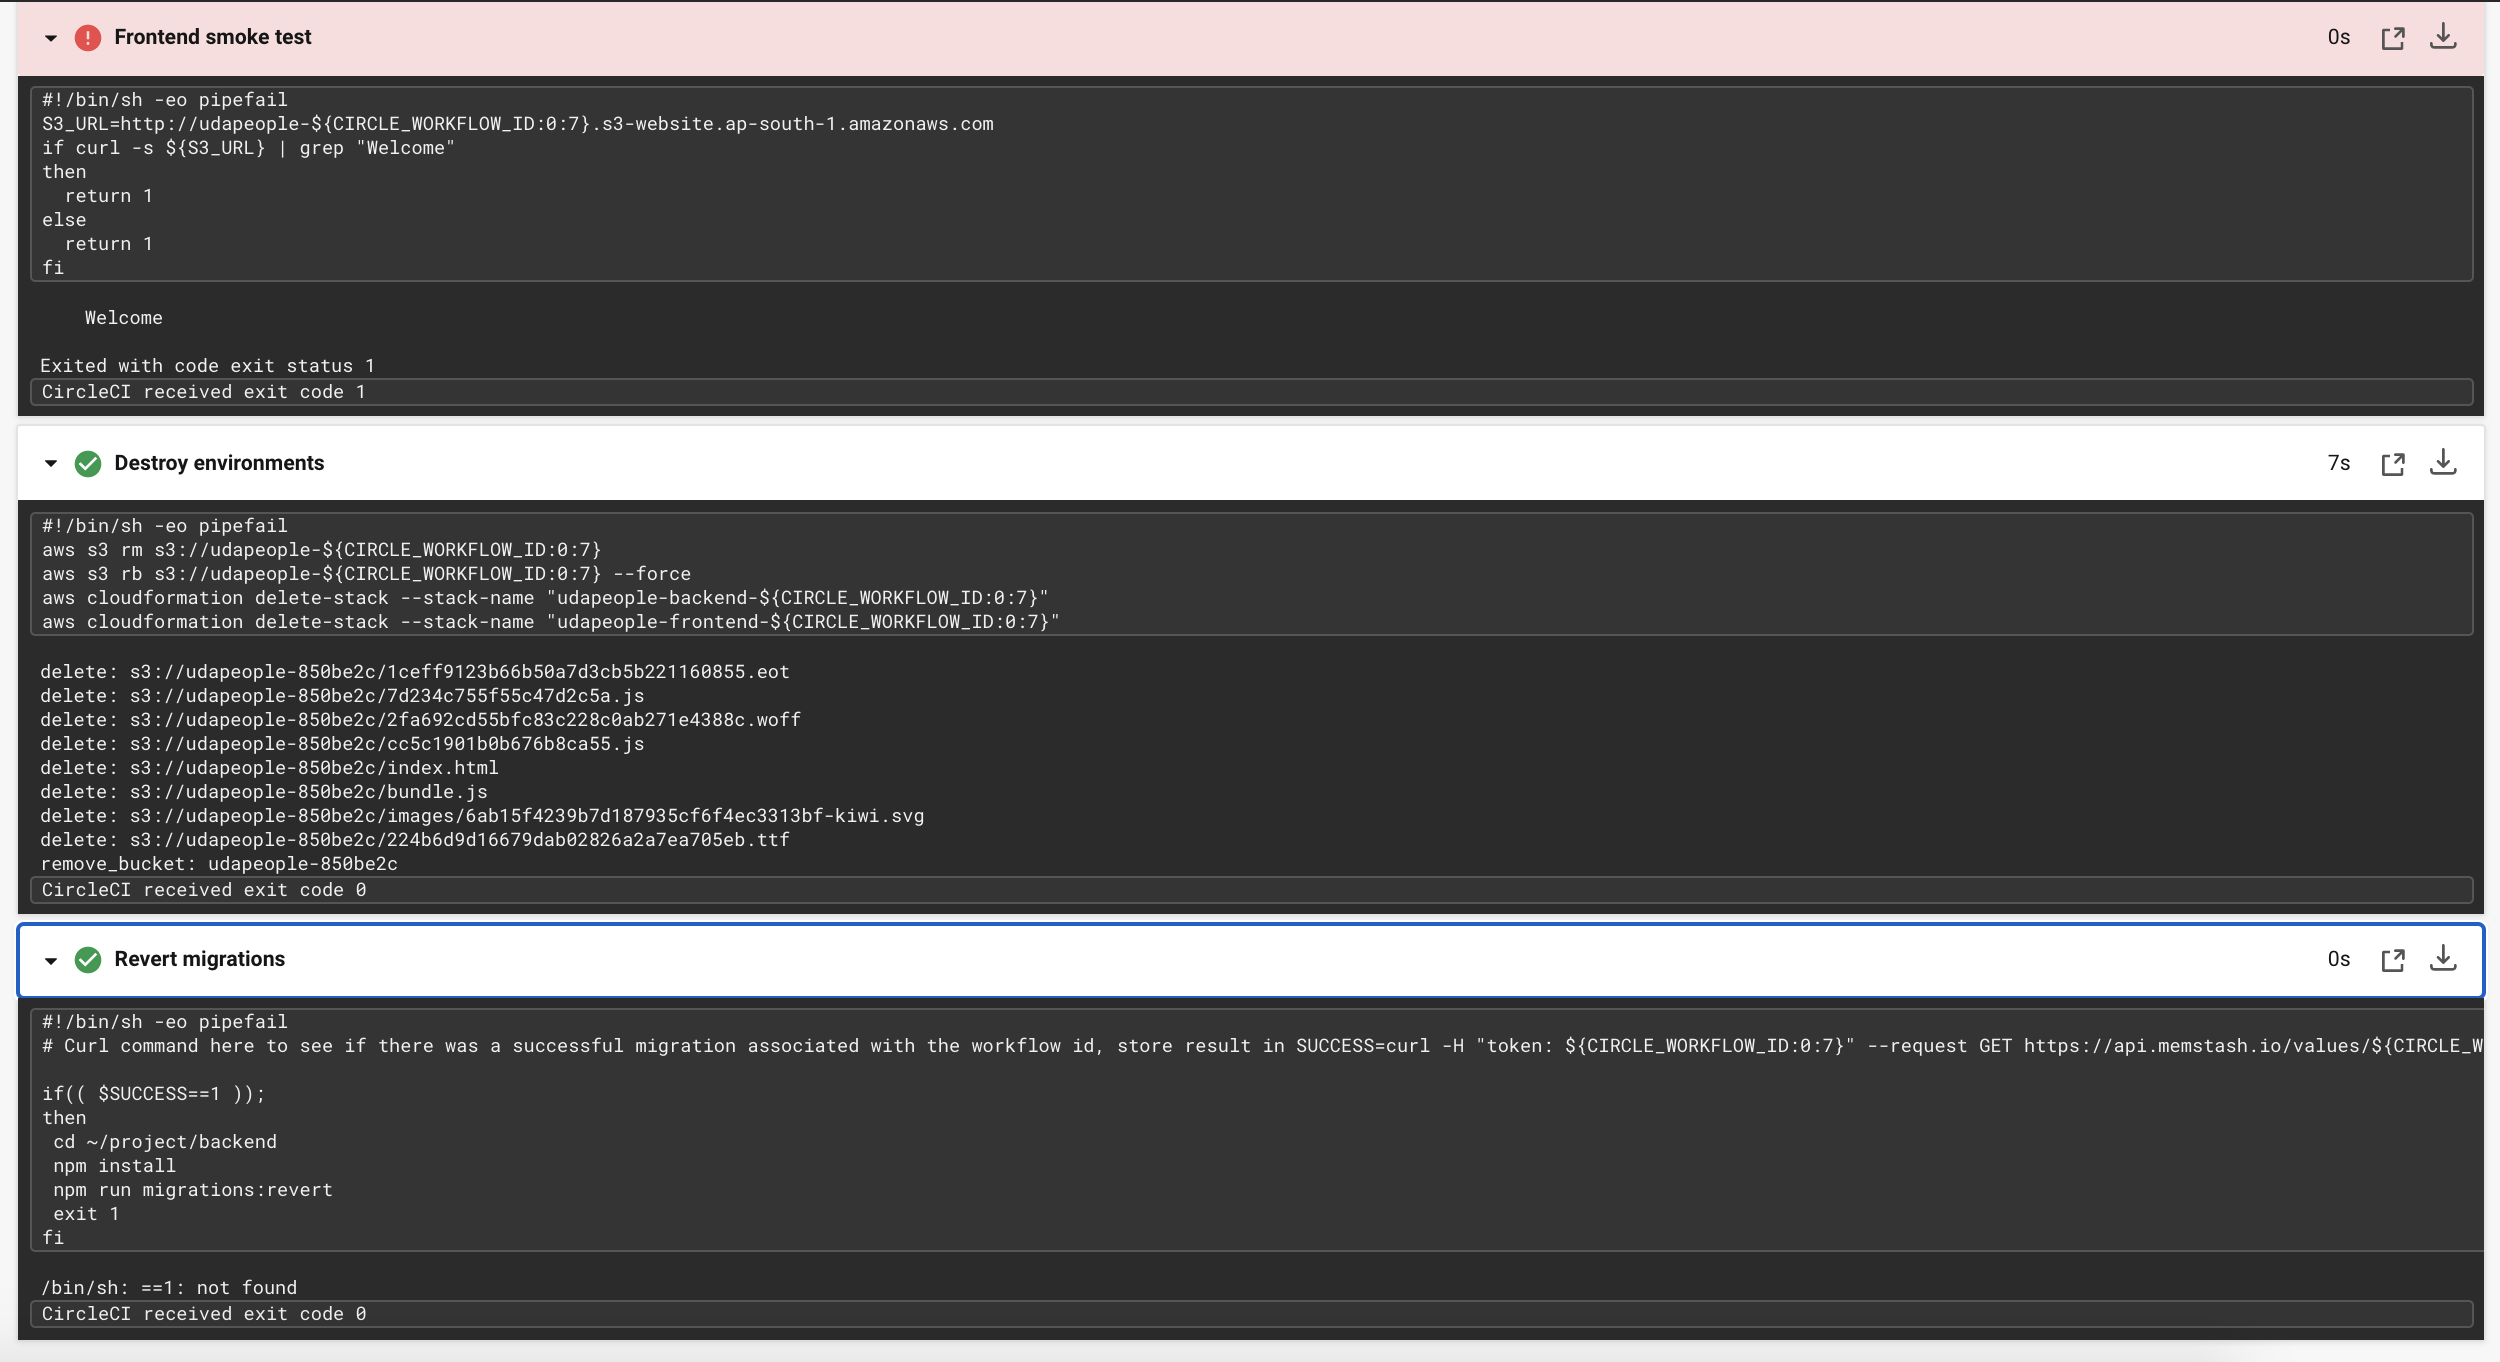 Frontend smoke test 0s
#!/bin/sh -eo pipefail
S3_URL=http://udapeople-${CIRCLE_WORKFLOW_ID:0:7}.s3-website.ap-south-1.amazonaws.com
if curl -s ${S3_URL} | grep "Welcome"
then
  return 1
else
  return 1
fi
    Welcome
Exited with code exit status 1
CircleCI received exit code 1
Destroy environments 7s
#!/bin/sh -eo pipefail
aws s3 rm s3://udapeople-${CIRCLE_WORKFLOW_ID:0:7}
aws s3 rb s3://udapeople-${CIRCLE_WORKFLOW_ID:0:7} --force
aws cloudformation delete-stack --stack-name "udapeople-backend-${CIRCLE_WORKFLOW_ID:0:7}"
aws cloudformation delete-stack --stack-name "udapeople-frontend-${CIRCLE_WORKFLOW_ID:0:7}"
delete: s3://udapeople-850be2c/1ceff9123b66b50a7d3cb5b221160855.eot
delete: s3://udapeople-850be2c/7d234c755f55c47d2c5a.js
delete: s3://udapeople-850be2c/2fa692cd55bfc83c228c0ab271e4388c.woff
delete: s3://udapeople-850be2c/cc5c1901b0b676b8ca55.js
delete: s3://udapeople-850be2c/index.html
delete: s3://udapeople-850be2c/bundle.js
delete: s3://udapeople-850be2c/images/6ab15f4239b7d187935cf6f4ec3313bf-kiwi.svg
delete: s3://udapeople-850be2c/224b6d9d16679dab02826a2a7ea705eb.ttf
remove_bucket: udapeople-850be2c
CircleCI received exit code 0
Revert migrations 0s
#!/bin/sh -eo pipefail
# Curl command here to see if there was a successful migration associated with the workflow id, store result in SUCCESS=curl -H "token: ${CIRCLE_WORKFLOW_ID:0:7}" --request GET https://api.memstash.io/values/${CIRCLE_W
if(( $SUCCESS==1 ));
then
 cd ~/project/backend
 npm install
 npm run migrations:revert
 exit 1
fi
/bin/sh: ==1: not found
CircleCI received exit code 0